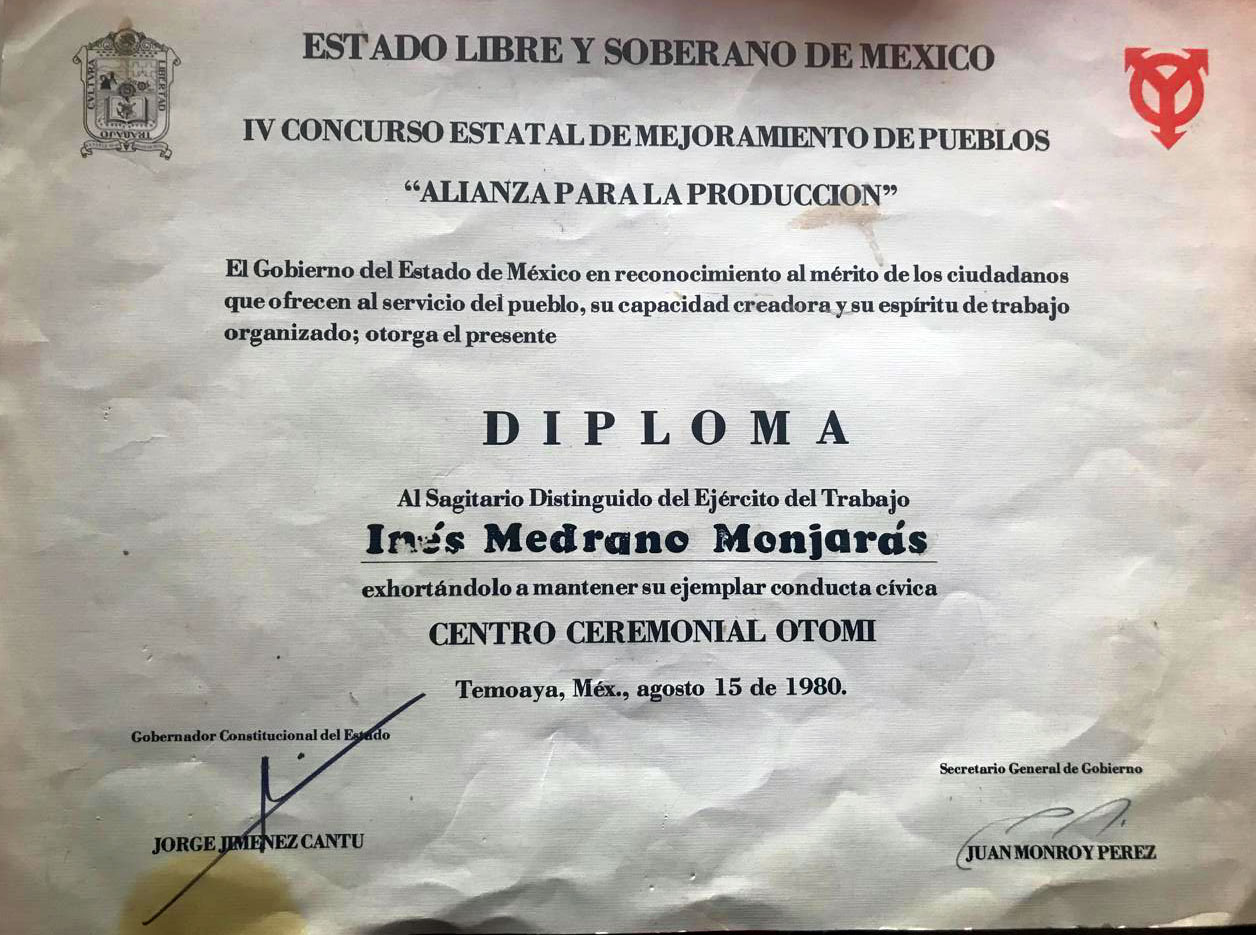 ESTADO LIBRE Y SOBERANO DE MEXICO
IV CONCURSO ESTATAL DE MEJORAMIENTO DE PUEBLOS
“ALIANZA PARA LA PRODUCCION”
El Gobierno del Estado de México en reconocimiento al mérito de los ciudadanos
que ofrecen al servicio del pueblo, su capacidad creadora y su espíritu de trabajo
organizado; otorga el presente
DIPLOMA
Al Sagitario Distinguido del Ejército del Trabajo
Inés Medrano Monjarás
exhortándolo a mantener su ejemplar conducta cívica
CENTRO CEREMONIAL OTOMI
Temoaya, Méx., agosto 15 de 1980.
Gobernador Constitucional del Estado
JORGE JIMENEZ CANTU
Secretario General de Gobierno
JUAN MONROY PEREZ
CVLTVRA
LIBERTAD
TRABAJO